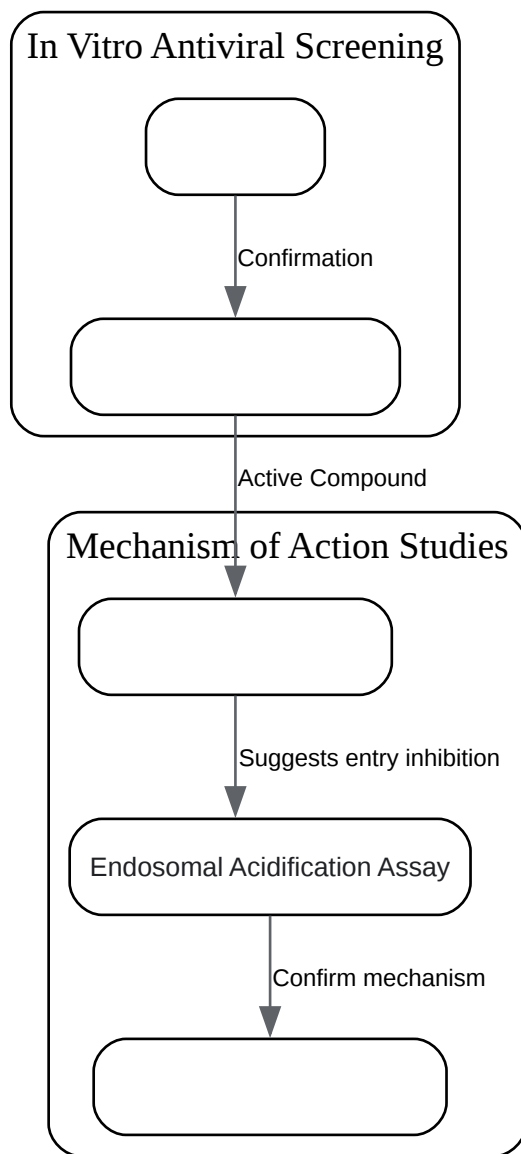 In Vitro Antiviral Screening
Confirmation
Active Compound
Mechanism of Action Studies
Suggests entry inhibition
Endosomal Acidification Assay
Confirm mechanism